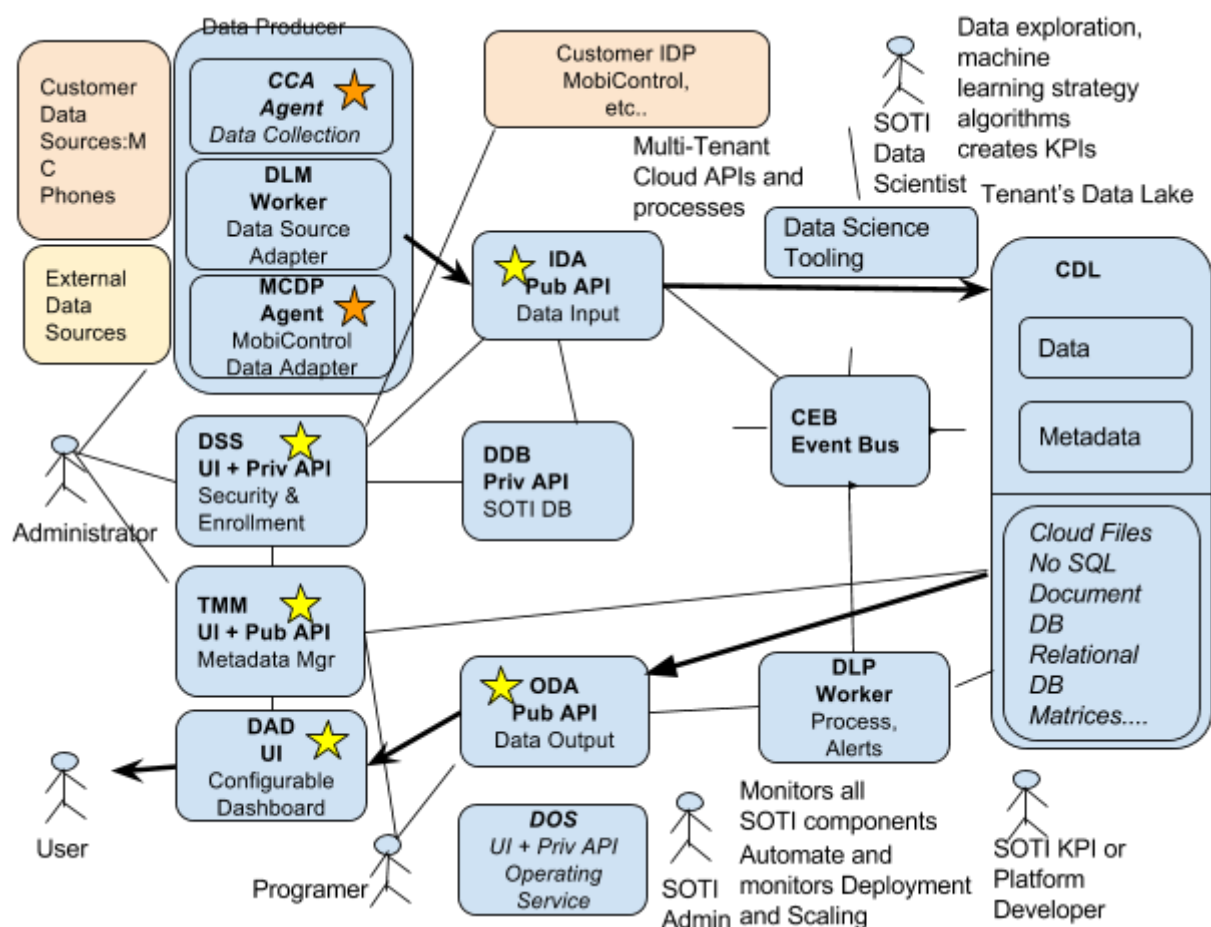 Data Producer
Customer
Data
Sources:M
C
Phones
CCA
Agent
Data Collection
DLM
Worker
Data Source
Adapter
MCDP
Agent
MobiControl
Data Adapter
External
Data
Sources
Customer IDP
MobiControl,
etc..
Multi-Tenant
Cloud APIs and
processes
SOTI
Data
Scientist
Data exploration,
machine
learning strategy
algorithms
creates KPIs
Tenant's Data Lake
Data Science
Tooling
IDA
Pub API
Data Input
CDL
Data
Metadata
Cloud Files
No SQL
Document
DB
Relational
DB
Matrices....
CEB
Event Bus
DSS
UI + Priv API
Security &
Enrollment
DDB
Priv API
SOTI DB
Administrator
TMM
UI + Pub API
Metadata Mgr
ODA
Pub API
Data Output
DLP
Worker
Process,
Alerts
DAD
UI
Configurable
Dashboard
User
Programer
DOS
UI + Priv API
Operating
Service
SOTI
Admin
Monitors all
SOTI components
Automate and
monitors Deployment
and Scaling
SOTI KPI or
Platform
Developer